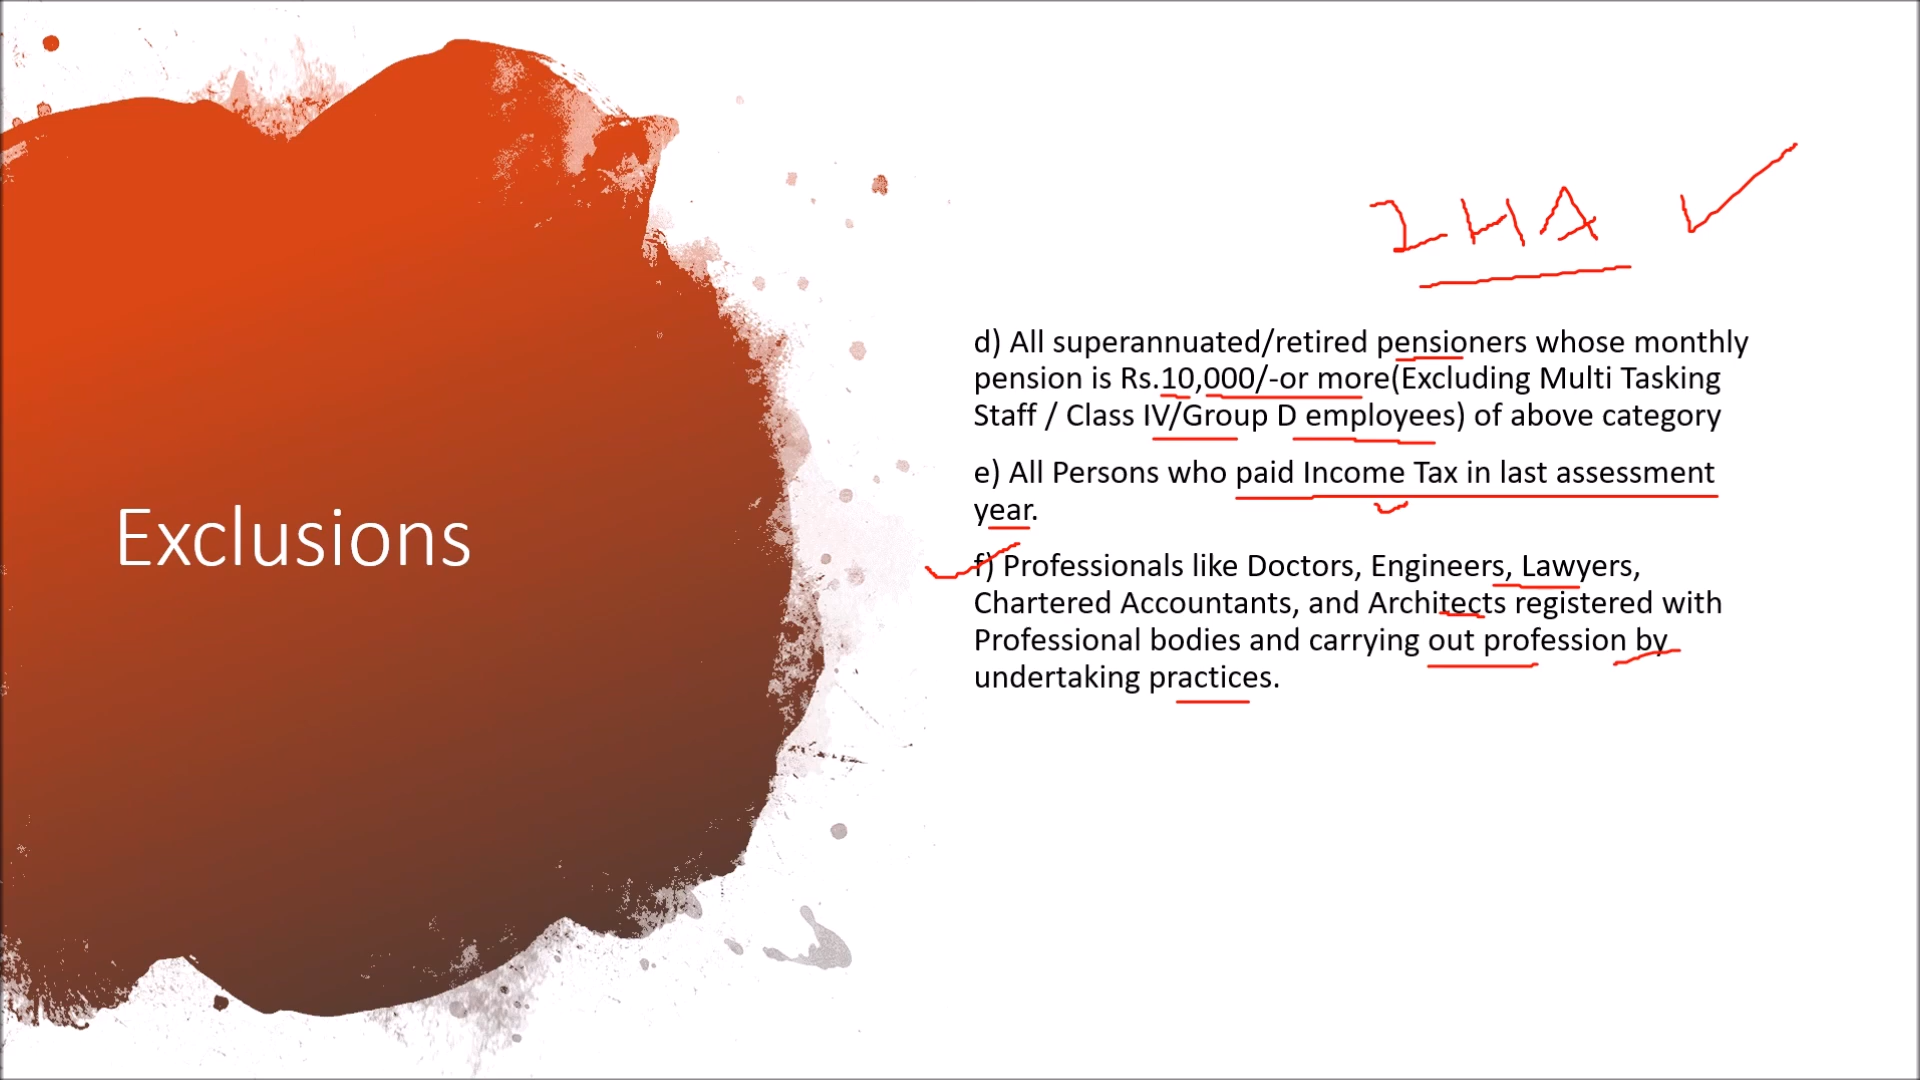 Exclusions
2HA
d) All superannuated/retired pensioners whose monthly
pension is Rs.10,000/-or more(Excluding Multi Tasking
Staff / Class IV/Group D employees) of above category
e) All Persons who paid Income Tax in last assessment
year.
f) Professionals like Doctors, Engineers, Lawyers,
Chartered Accountants, and Architects registered with
Professional bodies and carrying out profession by
undertaking practices.